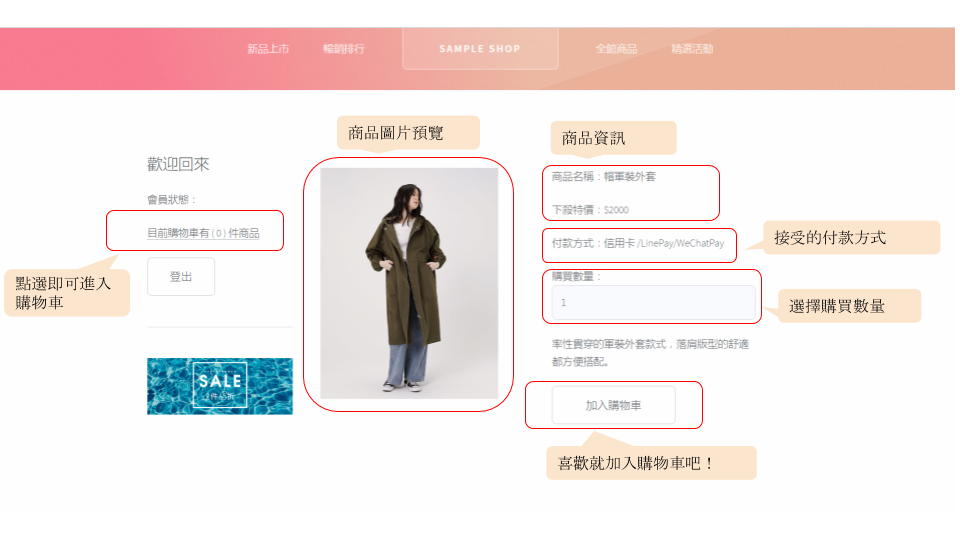 新品上市
暢銷排行
SAMPLE SHOP
全館商品
精選活動
商品圖片預覽
商品資訊
歡迎回來
會員狀態：
目前購物車有 ( 0 ) 件商品
點選即可進入
購物車
登出
SALE
商品名稱：帽軍裝外套
下殺特價：$2000
付款方式：信用卡 /LinePay/WeChatPay
接受的付款方式
購買數量：
1
選擇購買數量
率性貫穿的軍裝外套款式，落肩版型的舒適
都方便搭配。
加入購物車
喜歡就加入購物車吧！